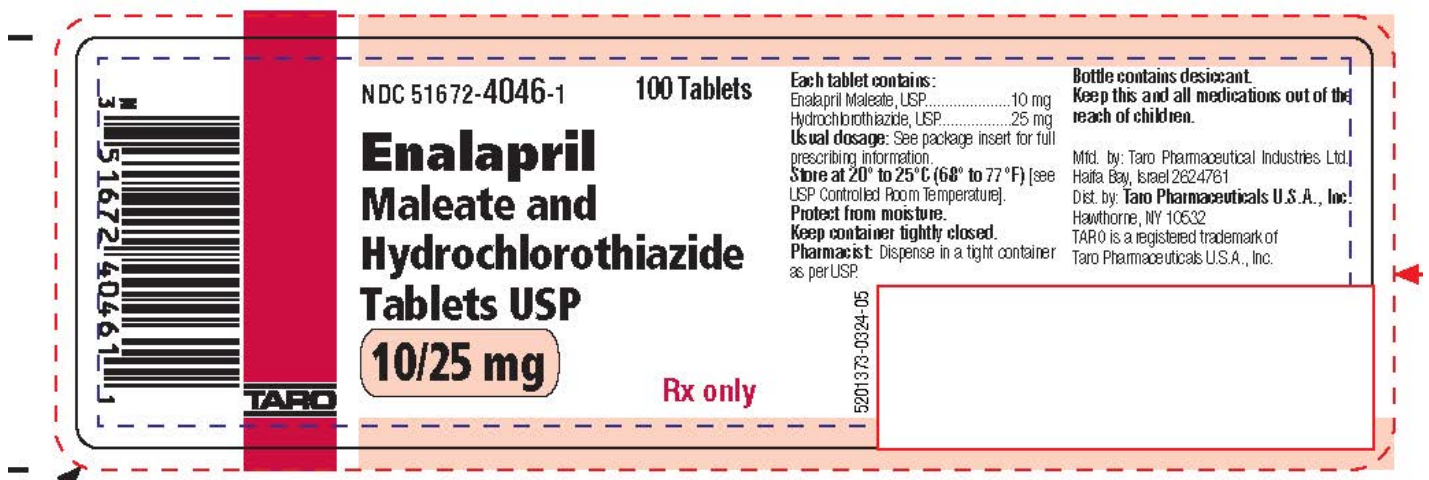 N
3 51672 40461 1
TARO
NDC 51672-4046-1
100 Tablets
Enalapril
Maleate and
Hydrochlorothiazide
Tablets USP
10/25 mg
Rx only
Each tablet contains:
Enalapril Maleate, USP.....................10 mg
Hydrochlorothiazide, USP.................25 mg
Usual dosage: See package insert for full
prescribing information.
Store at 20° to 25°C (68° to 77°F) [see
USP Controlled Room Temperature].
Protect from moisture.
Keep container tightly closed.
Pharmacist: Dispense in a tight container
as per USP.
5201373-0324-05
Bottle contains desiccant.
Keep this and all medications out of the
reach of children.
Mfd. by: Taro Pharmaceutical Industries Ltd.
Haifa Bay, Israel 2624761
Dist. by: Taro Pharmaceuticals U.S.A., Inc.
Hawthorne, NY 10532
TARO is a registered trademark of
Taro Pharmaceuticals U.S.A., Inc.